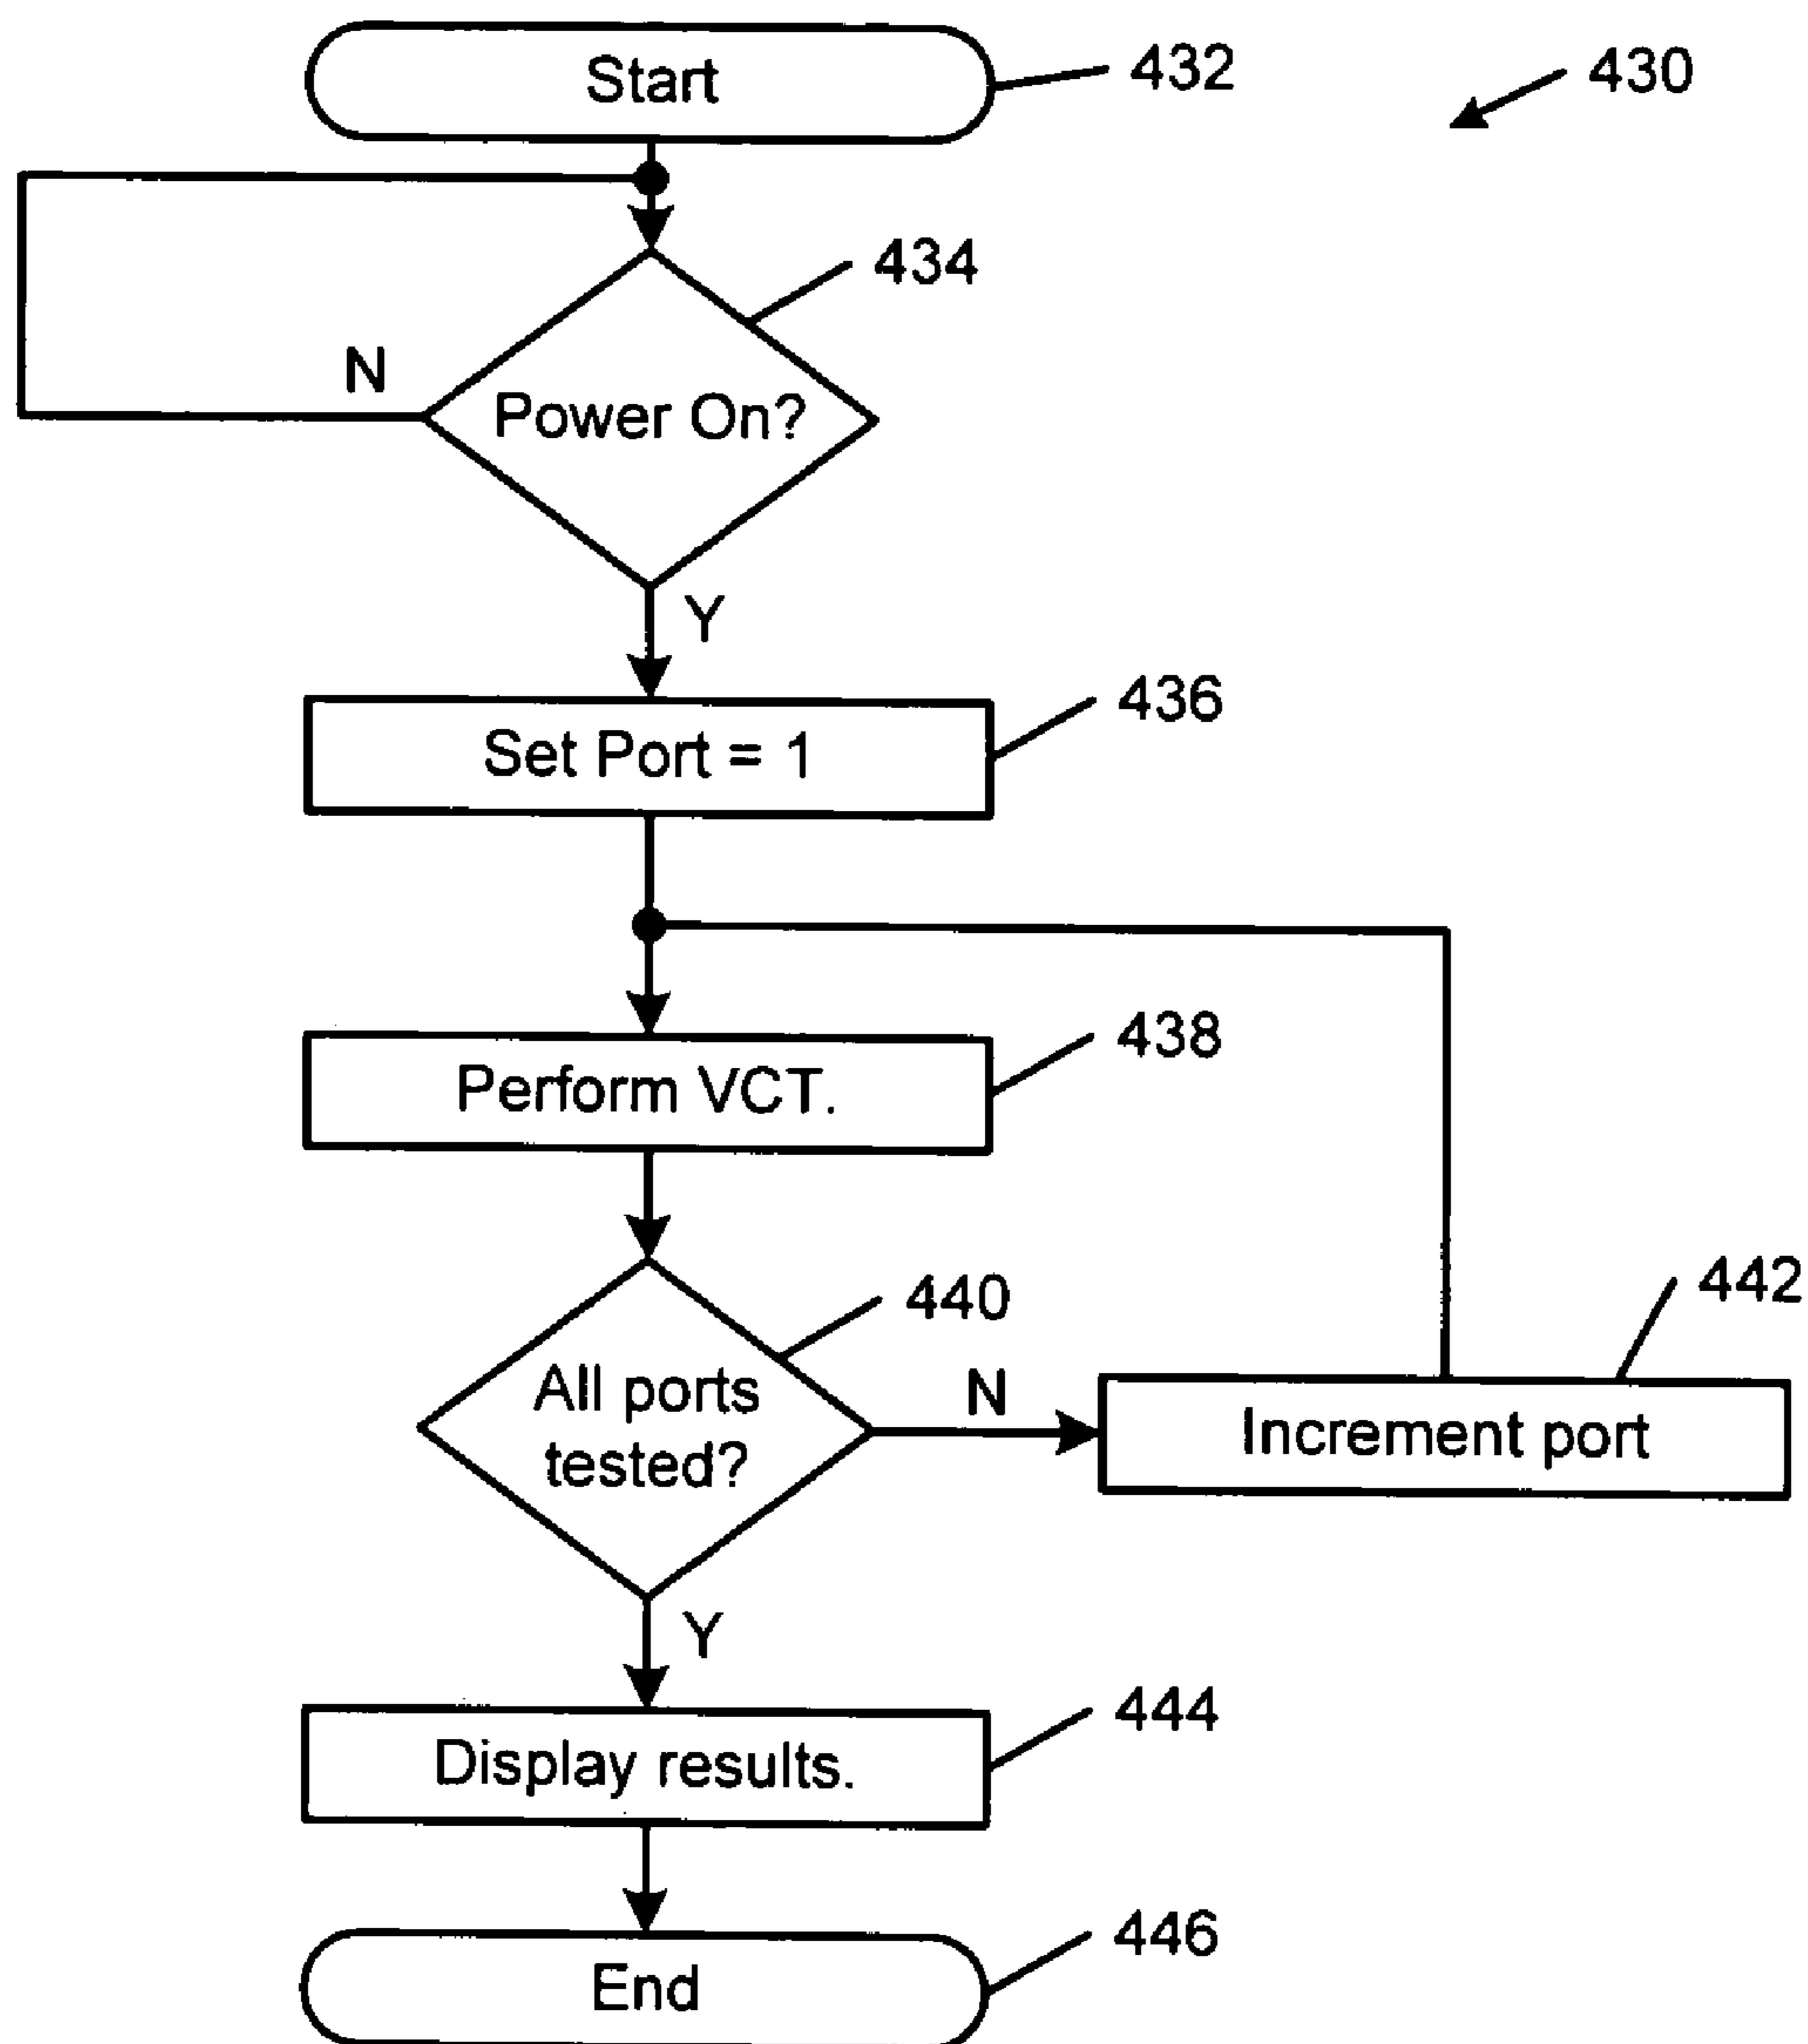 Start
432
430
434
N
Power On?
Y
436
Set Port = 1
438
Perform VCT.
440
442
All ports
tested?
N
Increment port
Y
444
Display results.
446
End